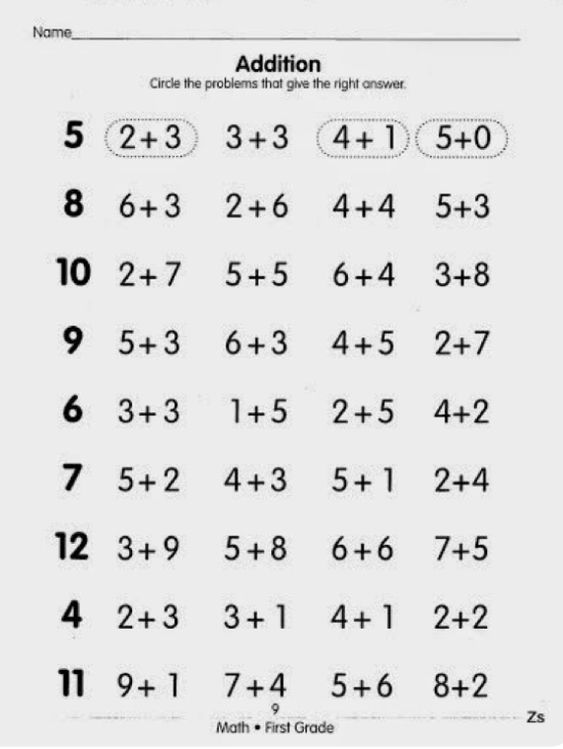 Name
Addition
Circle the problems that give the right answer.
5 2+3 3+3 4+1 5+0
8 6+3 2+6 4+4 5+3
10 2+7 5+5 6+4 3+8
9 5+3 6+3 4+5 2+7
6 3+3 1+5 2+5 4+2
7 5+2 4+3 5+1 2+4
12 3+9 5+8 6+6 7+5
4 2+3 3+1 4+1 2+2
11 9+1 7+4 5+6 8+2
9
Math • First Grade
Zs